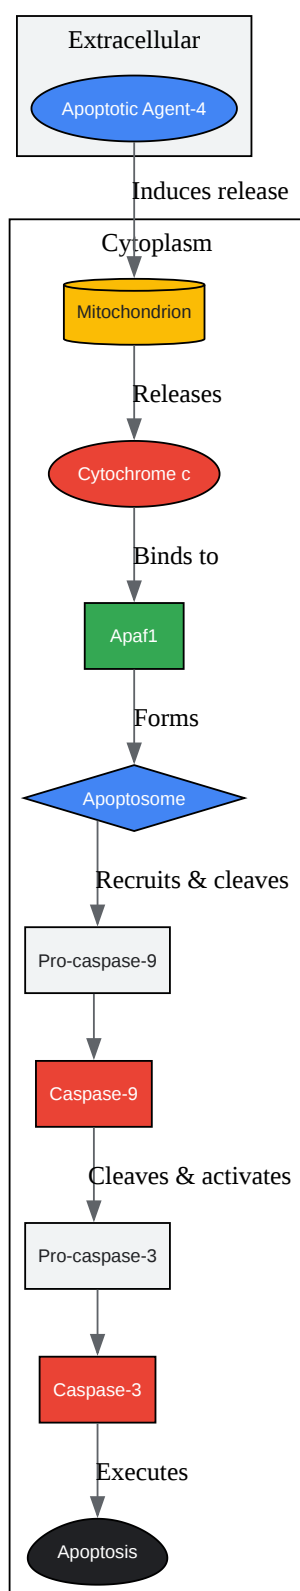 Extracellular
Apoptotic Agent-4
Induces release
Cytoplasm
Mitochondrion
Releases
Cytochrome c
Binds to
Apaf1
Forms
Apoptosome
Recruits & cleaves
Pro-caspase-9
Caspase-9
Cleaves & activates
Pro-caspase-3
Caspase-3
Executes
Apoptosis